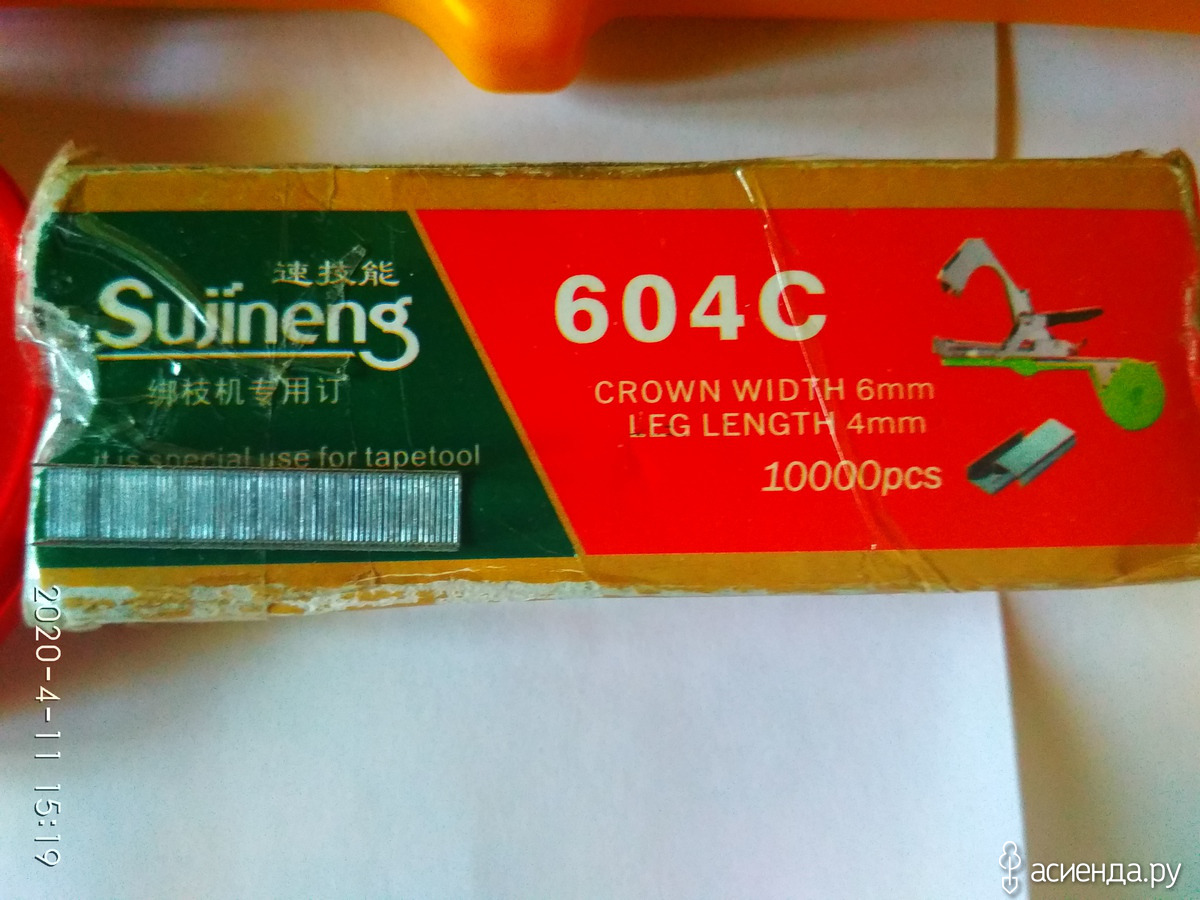 速技能
Sujineng
绑枝机专用订
it is special use for tapetool
604C
CROWN WIDTH 6mm
LEG LENGTH 4mm
10000pcs
2020-4-11 15:19
асиенда.ру